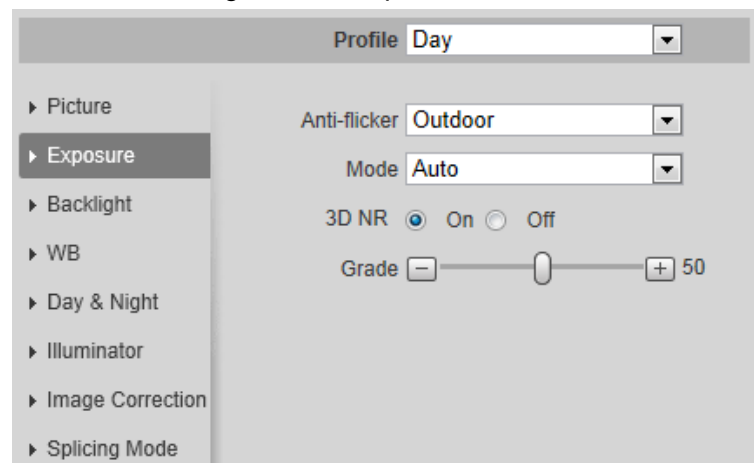 Profile Day
Picture
Exposure
Backlight
WB
Day & Night
Illuminator
Image Correction
Splicing Mode
Anti-flicker Outdoor
Mode Auto
3D NR On Off
Grade 50